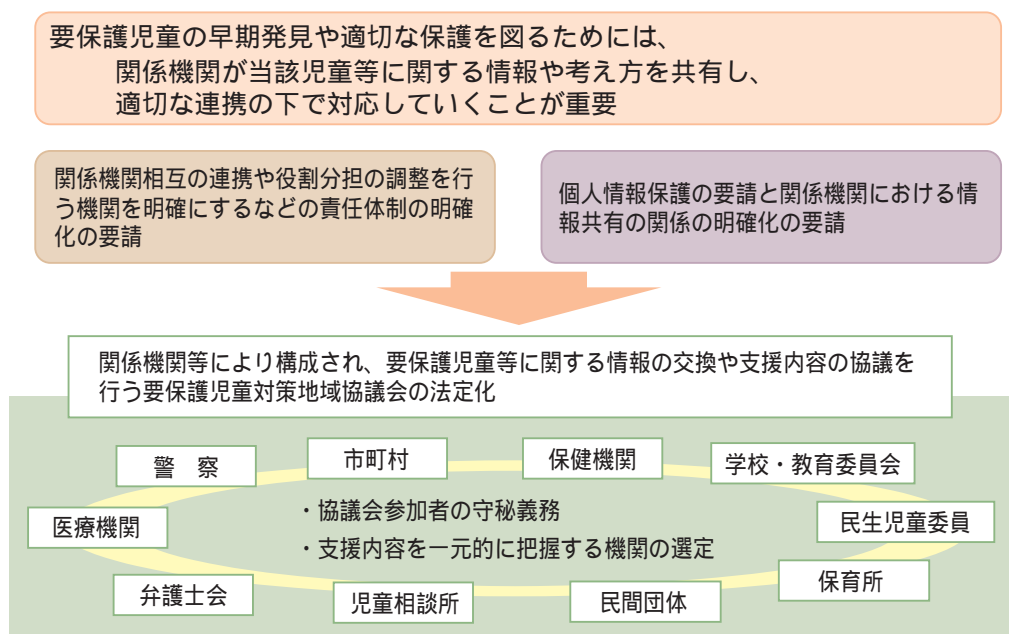 要保護児童の早期発見や適切な保護を図るためには、
関係機関が当該児童等に関する情報や考え方を共有し、
適切な連携の下で対応していくことが重要
関係機関相互の連携や役割分担の調整を行
う機関を明確にするなどの責任体制の明確
化の要請
個人情報保護の要請と関係機関における情
報共有の関係の明確化の要請
関係機関等により構成され、要保護児童等に関する情報の交換や支援内容の協議を
行う要保護児童対策地域協議会の法定化
警　察
市町村
保健機関
学校・教育委員会
医療機関
・協議会参加者の守秘義務
・支援内容を一元的に把握する機関の選定
民生児童委員
弁護士会
児童相談所
民間団体
保育所